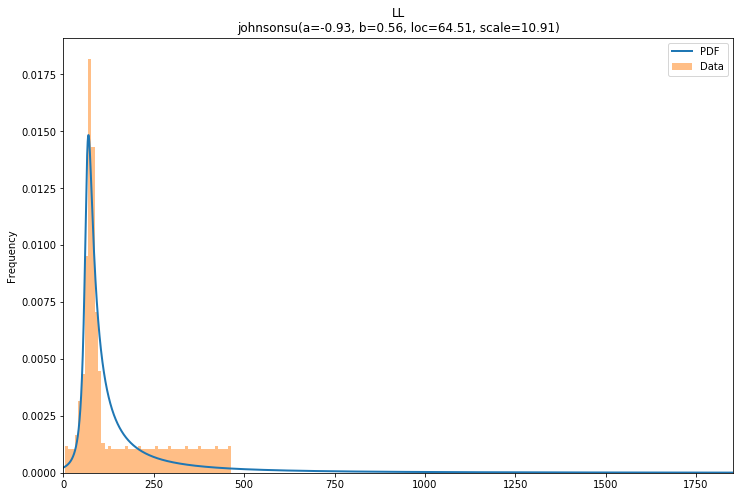 LL
johnsonsu(a=-0.93, b=0.56, loc=64.51, scale=10.91)
PDF
Data
0.0175
0.0150
0.0125
0.0100
0.0075
0.0050
0.0025
0.0000
Frequency
0 250 500 750 1000 1250 1500 1750